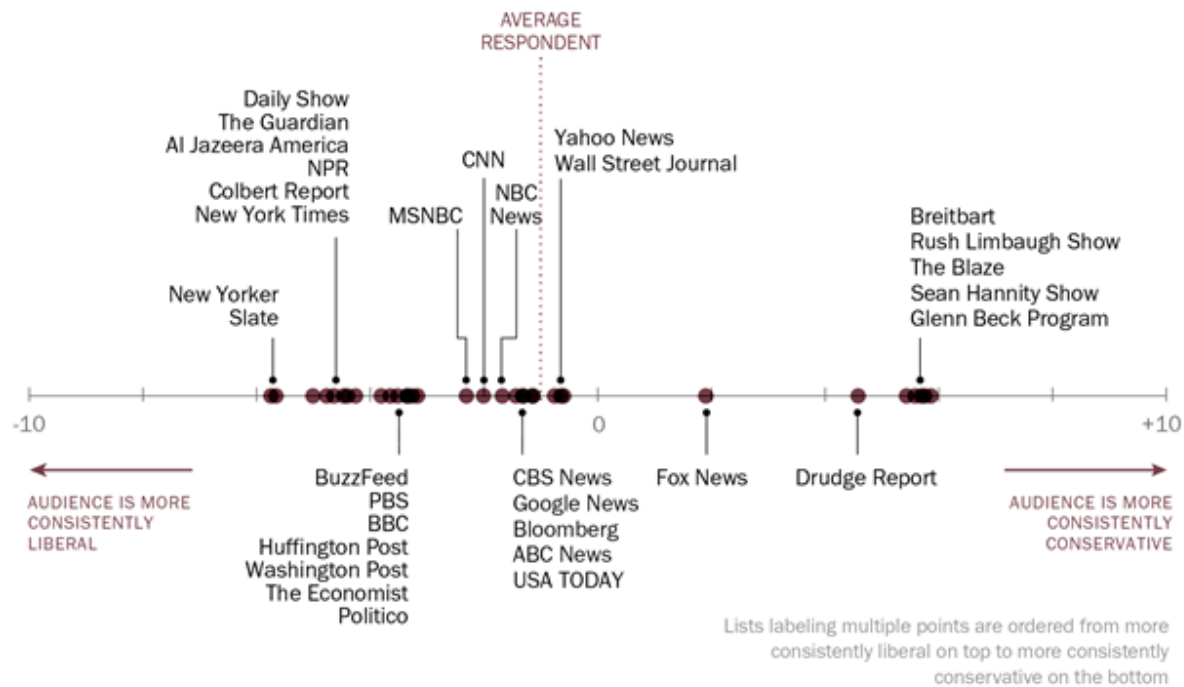 AVERAGE
RESPONDENT
Daily Show
The Guardian
Al Jazeera America
NPR
Colbert Report
New York Times
New Yorker
Slate
MSNBC
CNN
NBC
News
Yahoo News
Wall Street Journal
Breitbart
Rush Limbaugh Show
The Blaze
Sean Hannity Show
Glenn Beck Program
-10
0
+10
AUDIENCE IS MORE
CONSISTENTLY
LIBERAL
BuzzFeed
PBS
BBC
Huffington Post
Washington Post
The Economist
Politico
CBS News
Google News
Bloomberg
ABC News
USA TODAY
Fox News
Drudge Report
AUDIENCE IS MORE
CONSISTENTLY
CONSERVATIVE
Lists labeling multiple points are ordered from more
consistently liberal on top to more consistently
conservative on the bottom